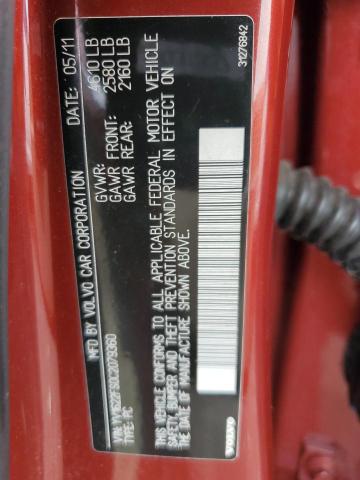 MFD BY VOLVO CAR CORPORATION DATE: 05/11
GVWR: 4610 LB
GAWR FRONT: 2580 LB
GAWR REAR: 2160 LB
TYPE: PC
THIS VEHICLE CONFORMS TO ALL APPLICABLE FEDERAL MOTOR VEHICLE
SAFETY, BUMPER AND THEFT PREVENTION STANDARDS IN EFFECT ON
THE DATE OF MANUFACTURE SHOWN ABOVE.
VOLVO
31276842